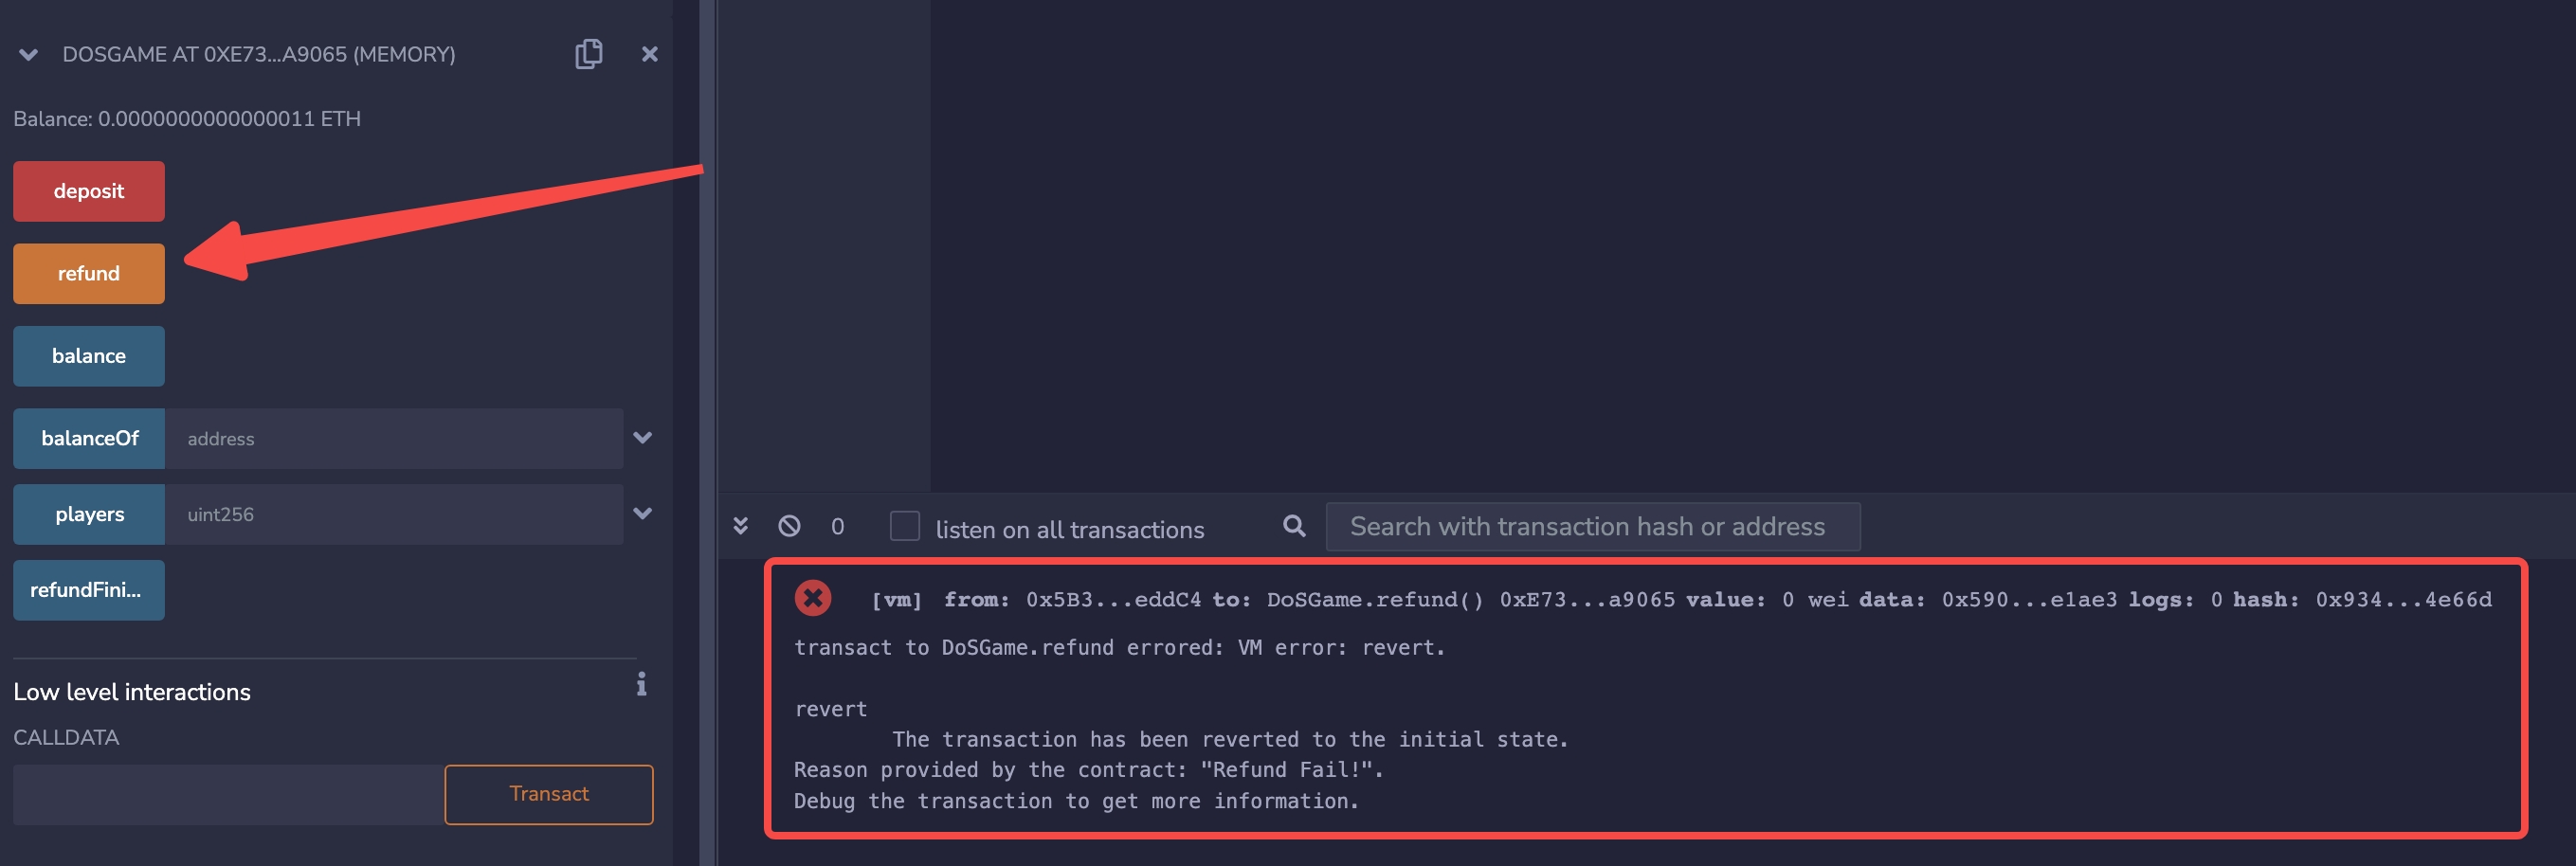 DOSGAME AT 0XE73...A9065 (MEMORY)
Balance: 0.0000000000000011 ETH
deposit
refund
balance
balanceOf address
players uint256
refundFini...
Low level interactions
CALLDATA
Transact
0 listen on all transactions Search with transaction hash or address
[vm] from: 0x5B3...eddC4 to: DoSGame.refund() 0xE73...a9065 value: 0 wei data: 0x590...e1ae3 logs: 0 hash: 0x934...4e66d
transact to DoSGame.refund errored: VM error: revert.
revert
The transaction has been reverted to the initial state.
Reason provided by the contract: "Refund Fail!".
Debug the transaction to get more information.